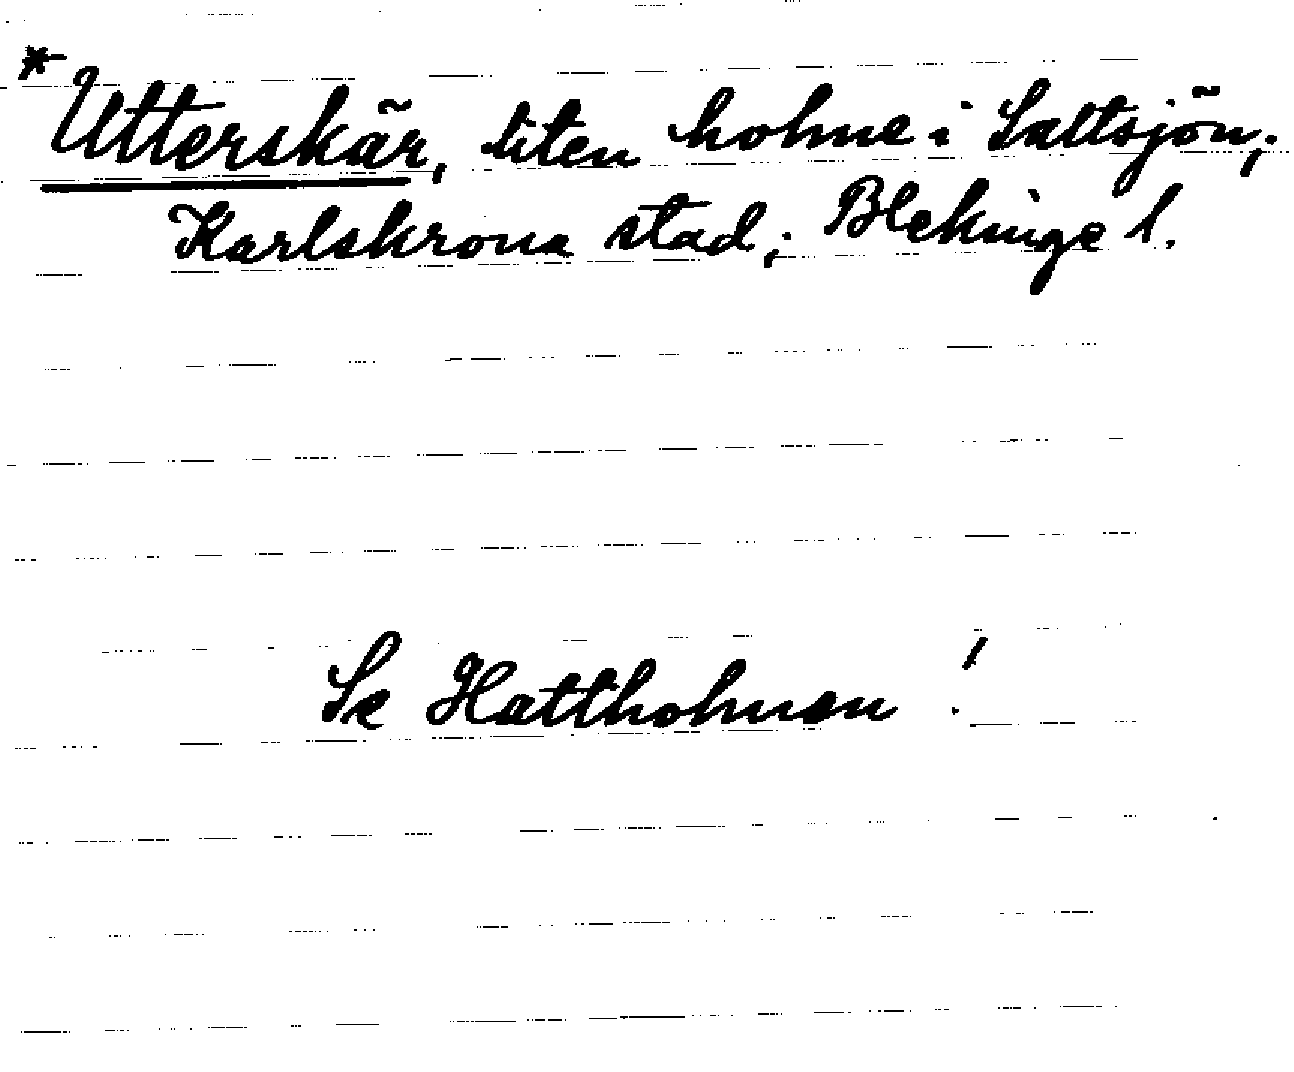 *Utterskär, liten holme i Saltsjön;
Karlskrona stad; Blekinge l.
Se Hattholmen!